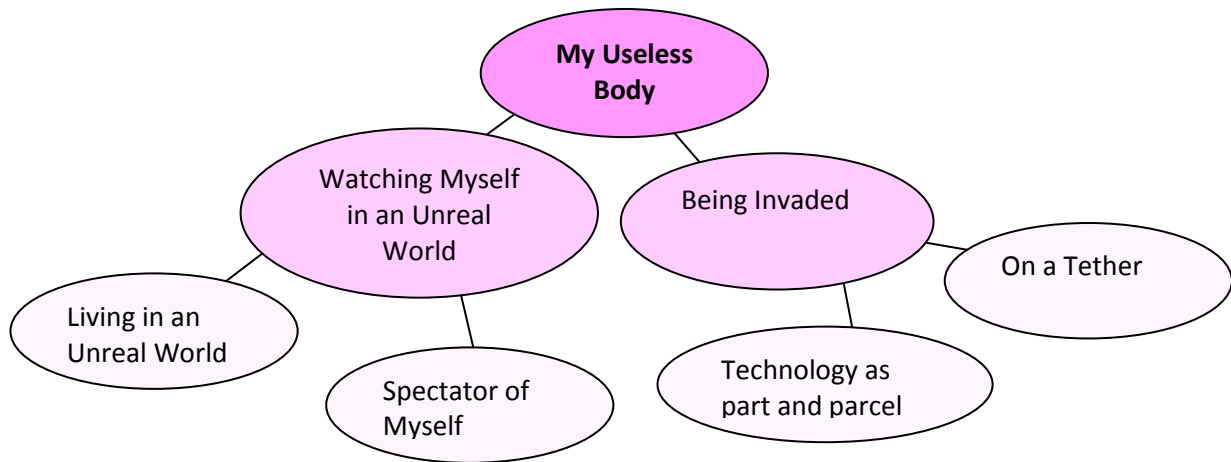 My Useless
Body
Watching Myself
in an Unreal
World
Being Invaded
On a Tether
Living in an
Unreal World
Spectator of
Myself
Technology as
part and parcel